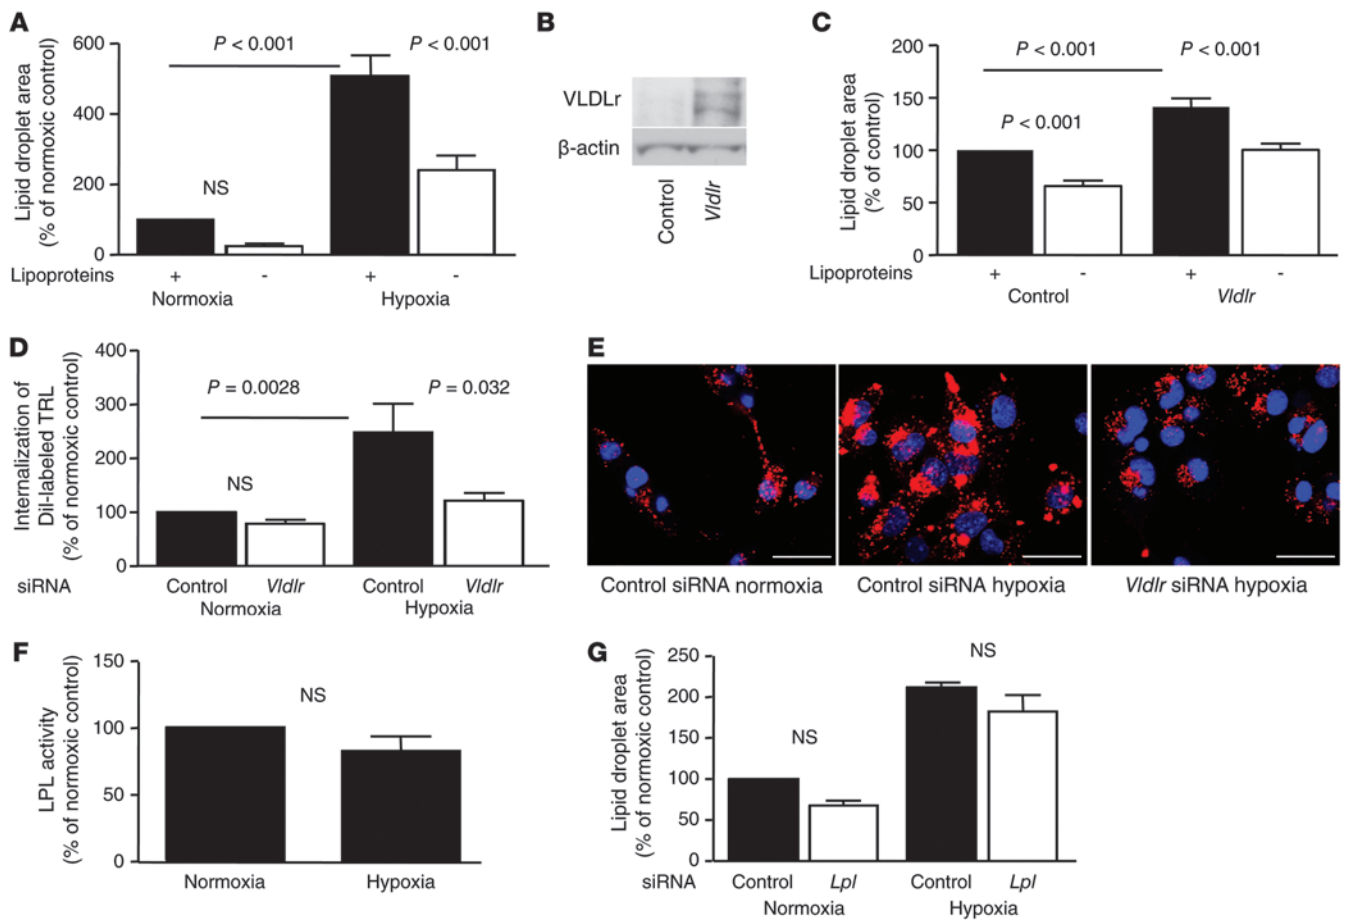 A
Lipid droplet area
(% of normoxic control)
600
400
200
0
P < 0.001
P < 0.001
NS
Lipoproteins + - + -
Normoxia Hypoxia
B
VLDLr
β-actin
Control
Vldlr
C
Lipid droplet area
(% of control)
200
150
100
50
0
P < 0.001
P < 0.001
P < 0.001
Lipoproteins + - + -
Control Vldlr
D
Internalization of
DiI-labeled TRL
(% of normoxic control)
400
300
200
100
0
P = 0.0028
P = 0.032
NS
siRNA Control Vldlr Control Vldlr
Normoxia Hypoxia
E
Control siRNA normoxia
Control siRNA hypoxia
Vldlr siRNA hypoxia
F
LPL activity
(% of normoxic control)
150
100
50
0
NS
Normoxia Hypoxia
G
Lipid droplet area
(% of normoxic control)
250
200
150
100
50
0
NS
NS
siRNA Control Lpl Control Lpl
Normoxia Hypoxia